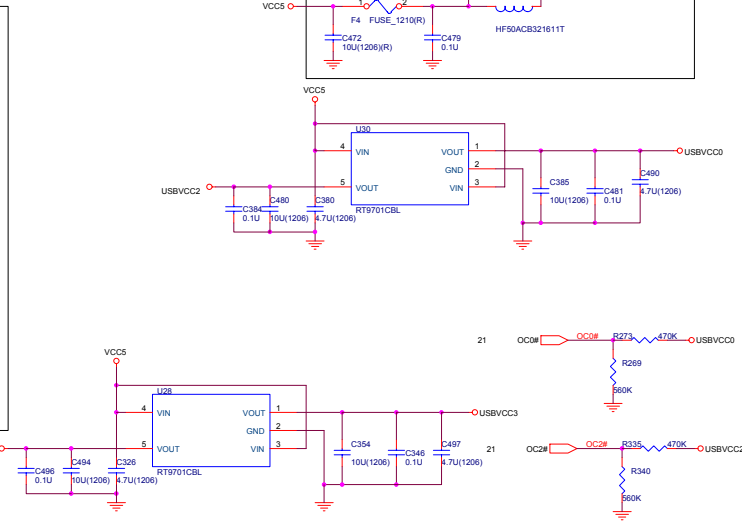 VCC5
1
2
F4 FUSE_1210(R)
HF50ACB321611T
C472
10U(1206)(R)
C479
0.1U
VCC5
U30
4 VIN VOUT 1
GND 2
5 VOUT VIN 3
RT9701CBL
USBVCC2
USBVCC0
C384
0.1U
C480
10U(1206)
C380
4.7U(1206)
C385
10U(1206)
C481
0.1U
C490
4.7U(1206)
21 OC0# OC0# R273 470K USBVCC0
R269
560K
VCC5
U28
4 VIN VOUT 1
GND 2
5 VOUT VIN 3
RT9701CBL
USBVCC3
C496
0.1U
C494
10U(1206)
C326
4.7U(1206)
C354
10U(1206)
C346
0.1U
C497
4.7U(1206)
21 OC2# OC2# R335 470K USBVCC2
R340
560K